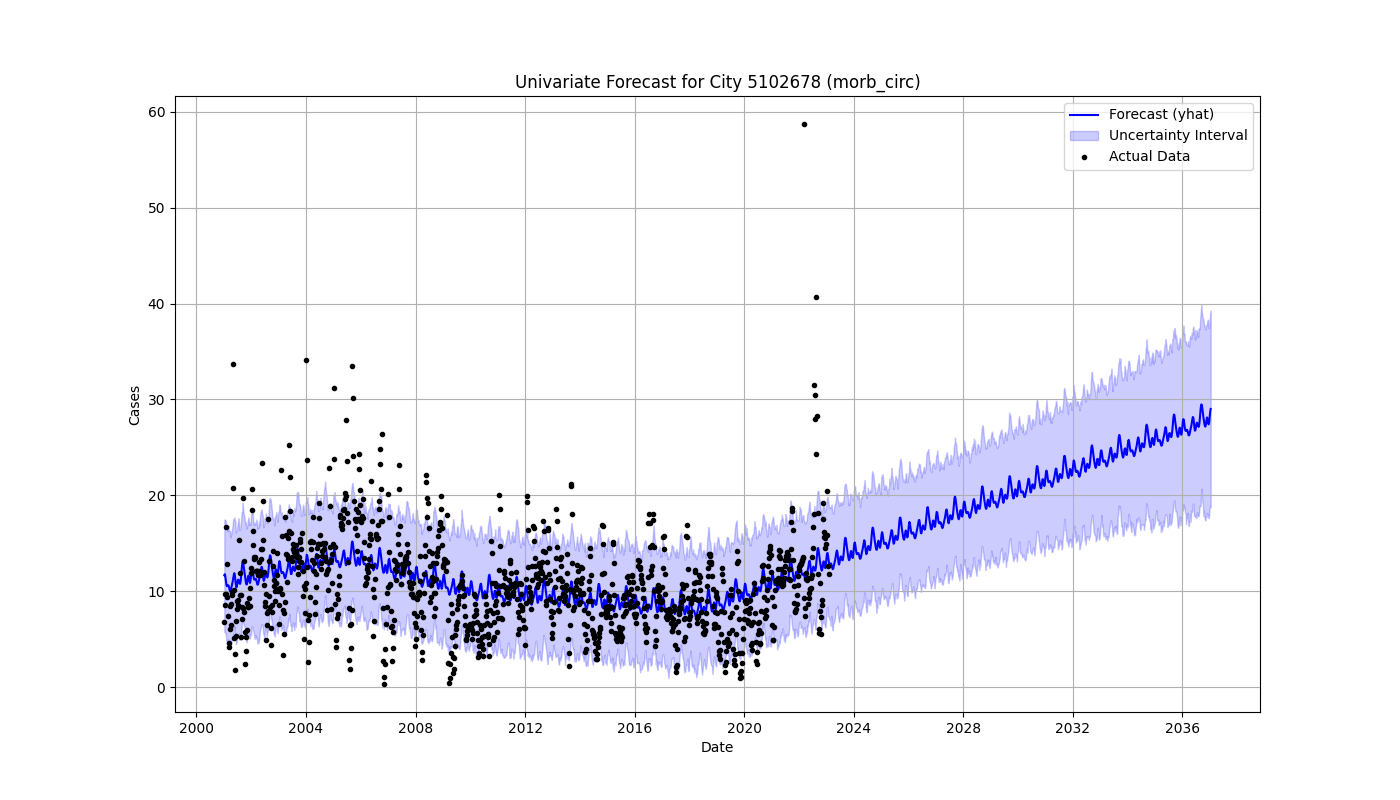 Univariate Forecast for City 5102678 (morb_circ)
Forecast (yhat)
Uncertainty Interval
Actual Data
60
50
40
30
20
10
0
Cases
2000 2004 2008 2012 2016 2020 2024 2028 2032 2036
Date